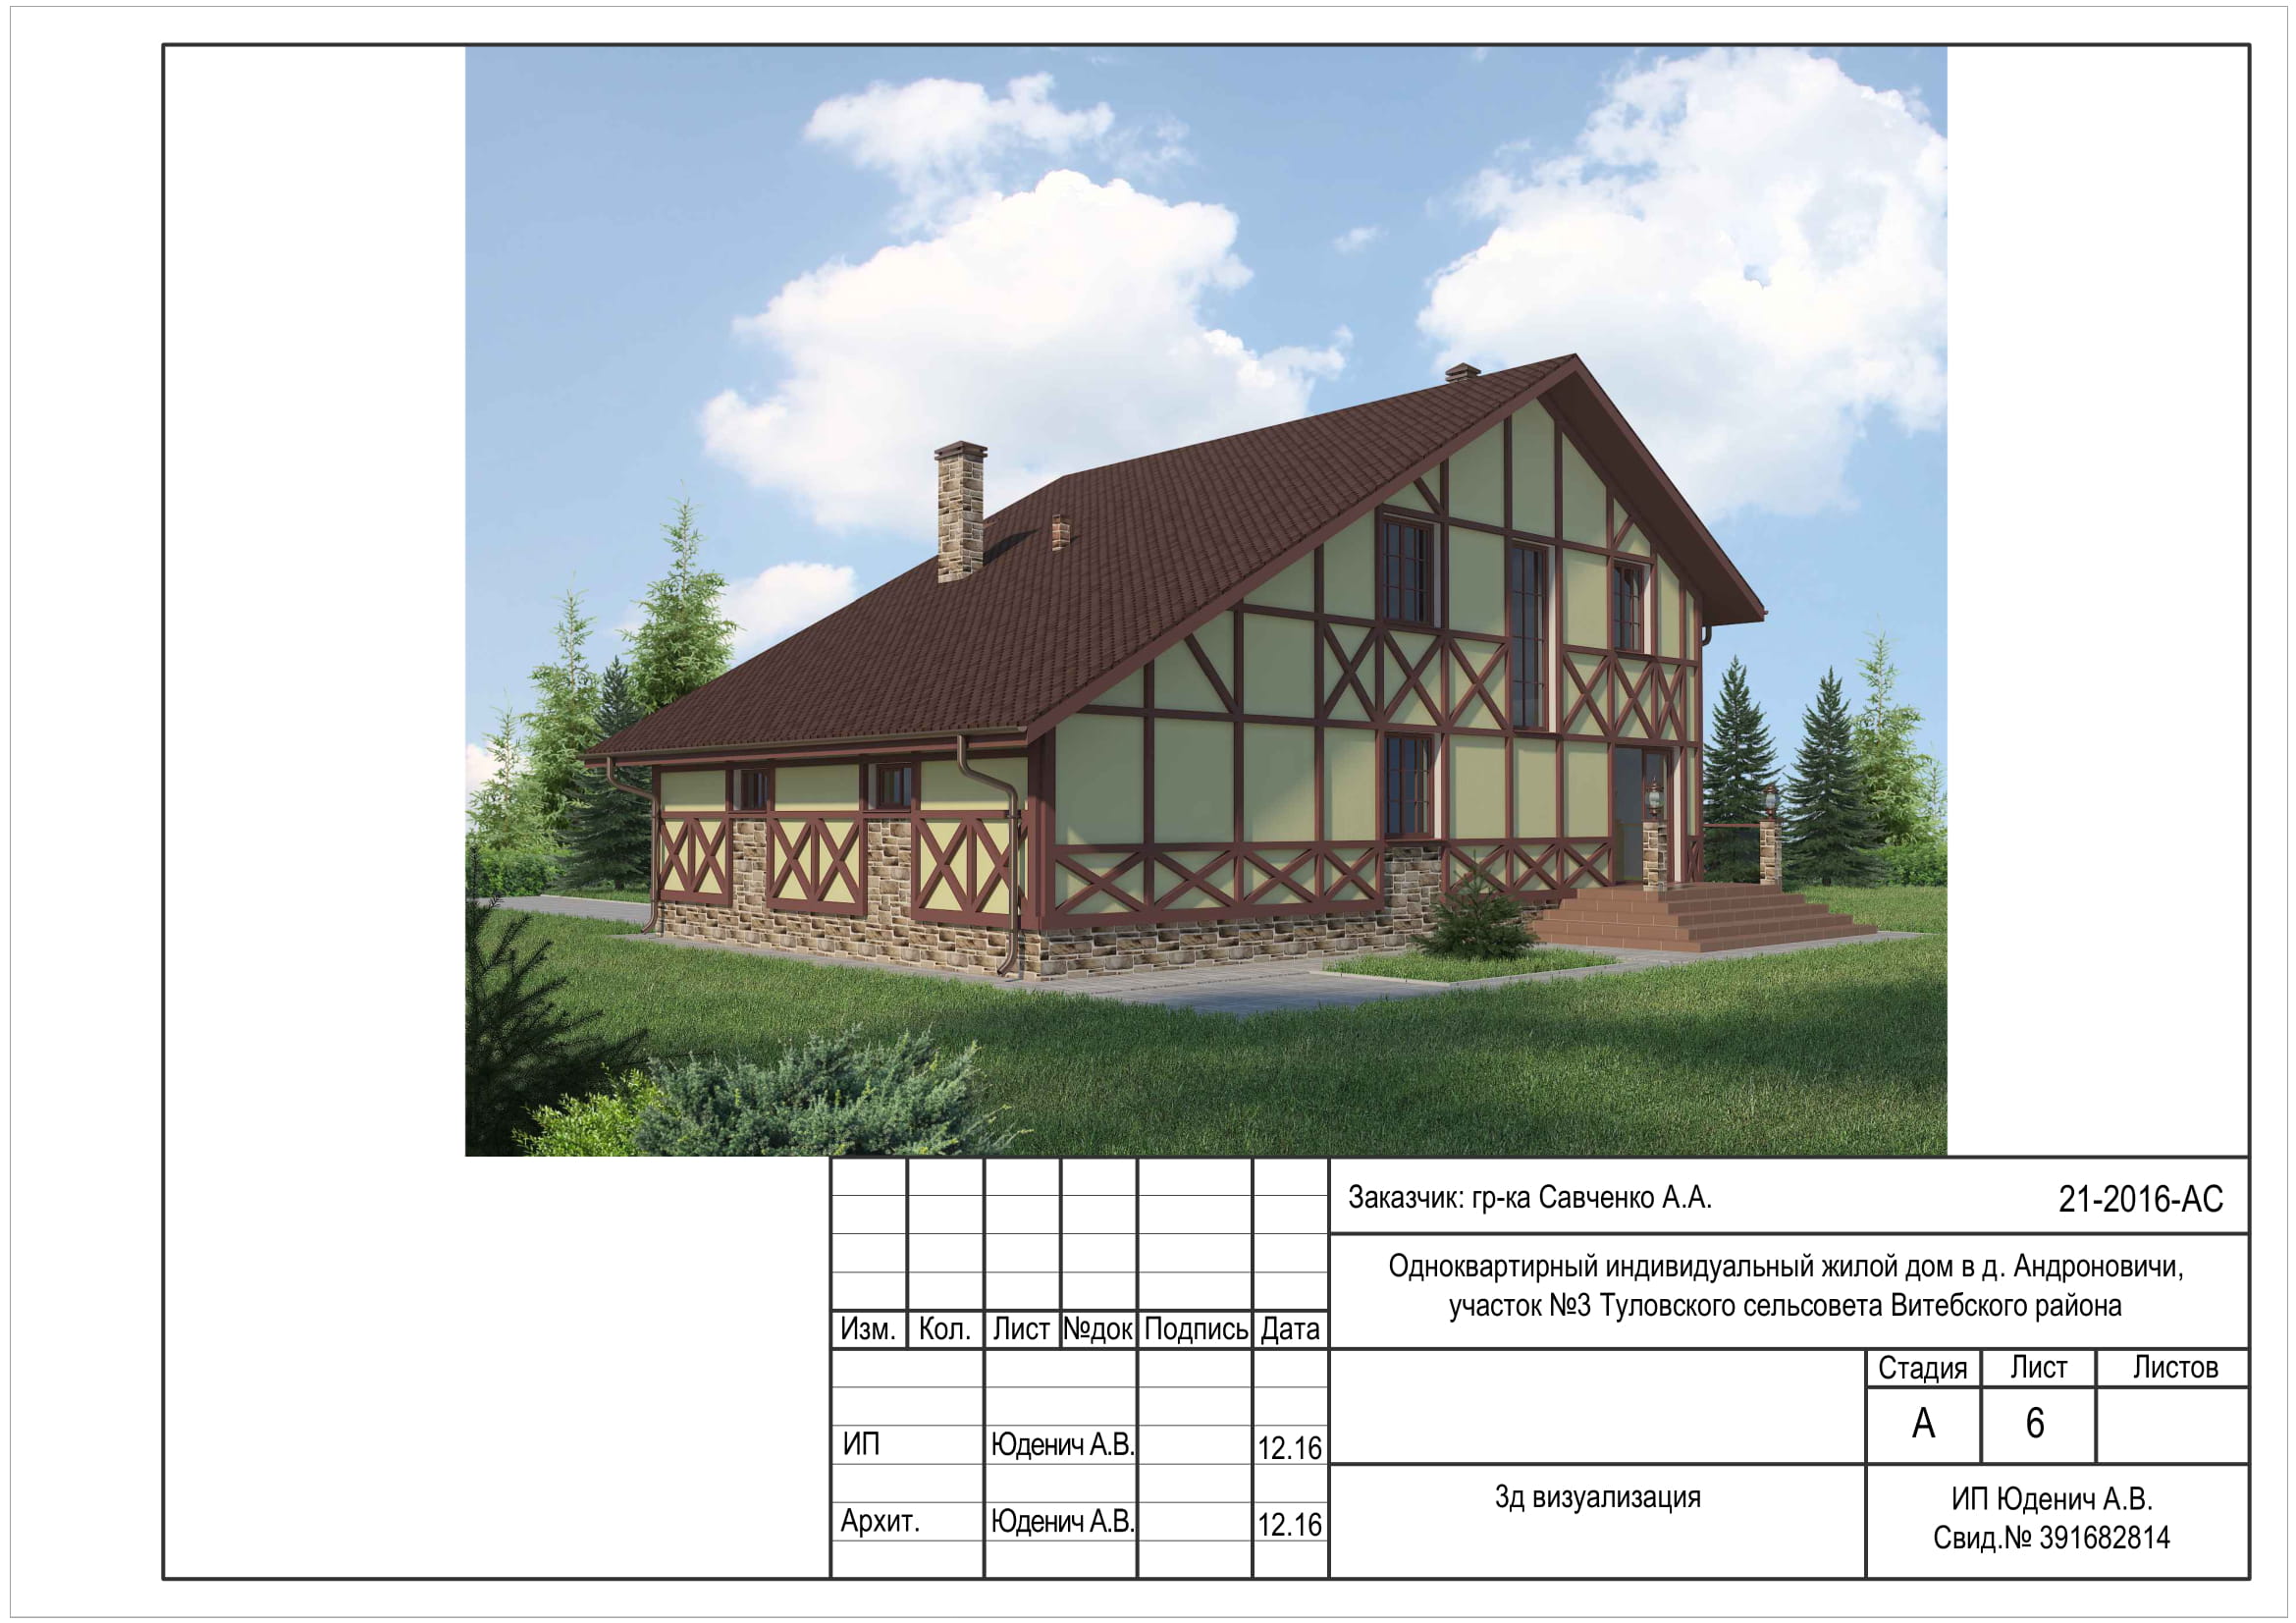 Заказчик: гр-ка Савченко А.А.
21-2016-АС
Одноквартирный индивидуальный жилой дом в д. Андроновичи,
участок №3 Туловского сельсовета Витебского района
Изм. Кол. Лист №док Подпись Дата
Стадия Лист Листов
А 6
ИП Юденич А.В. 12.16
Архит. Юденич А.В. 12.16
3д визуализация
ИП Юденич А.В.
Свид.№ 391682814